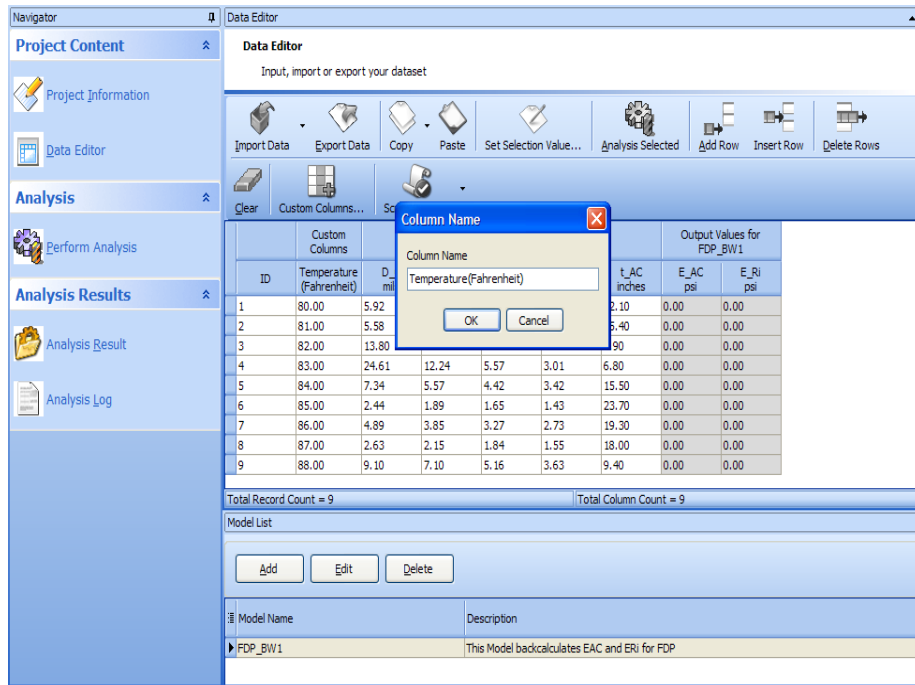 Navigator
Project Content
Project Information
Data Editor
Analysis
Perform Analysis
Analysis Results
Analysis Result
Analysis Log
Data Editor
Data Editor
Input, import or export your dataset
Import Data Export Data Copy Paste Set Selection Value... Analysis Selected Add Row Insert Row Delete Rows
Clear Custom Columns...
Column Name
Column Name
Temperature(Fahrenheit)
OK Cancel
Custom Columns Output Values for FDP_BW1
ID Temperature (Fahrenheit) t_AC inches E_AC psi E_Ri psi
1 80.00 5.92 0.00 0.00
2 81.00 5.58 0.00 0.00
3 82.00 13.80 0.00 0.00
4 83.00 24.61 12.24 5.57 3.01 6.80 0.00 0.00
5 84.00 7.34 5.57 4.42 3.42 15.50 0.00 0.00
6 85.00 2.44 1.89 1.65 1.43 23.70 0.00 0.00
7 86.00 4.89 3.85 3.27 2.73 19.30 0.00 0.00
8 87.00 2.63 2.15 1.84 1.55 18.00 0.00 0.00
9 88.00 9.10 7.10 5.16 3.63 9.40 0.00 0.00
Total Record Count = 9 Total Column Count = 9
Model List
Add Edit Delete
Model Name Description
FDP_BW1 This Model backcalculates EAC and ERi for FDP